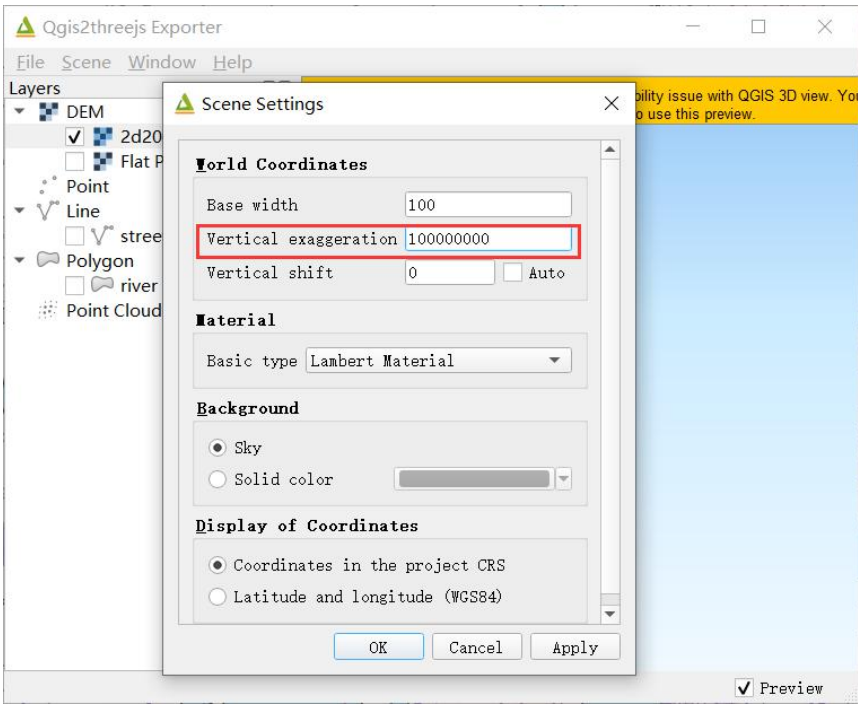 Qgis2threejs Exporter
File Scene Window Help
Layers
DEM
2d20
Flat P
Point
Line
stree
Polygon
river
Point Cloud
bility issue with QGIS 3D view. You
o use this preview.
Scene Settings
World Coordinates
Base width 100
Vertical exaggeration 100000000
Vertical shift 0 Auto
Material
Basic type Lambert Material
Background
Sky
Solid color
Display of Coordinates
Coordinates in the project CRS
Latitude and longitude (WGS84)
OK Cancel Apply
Preview